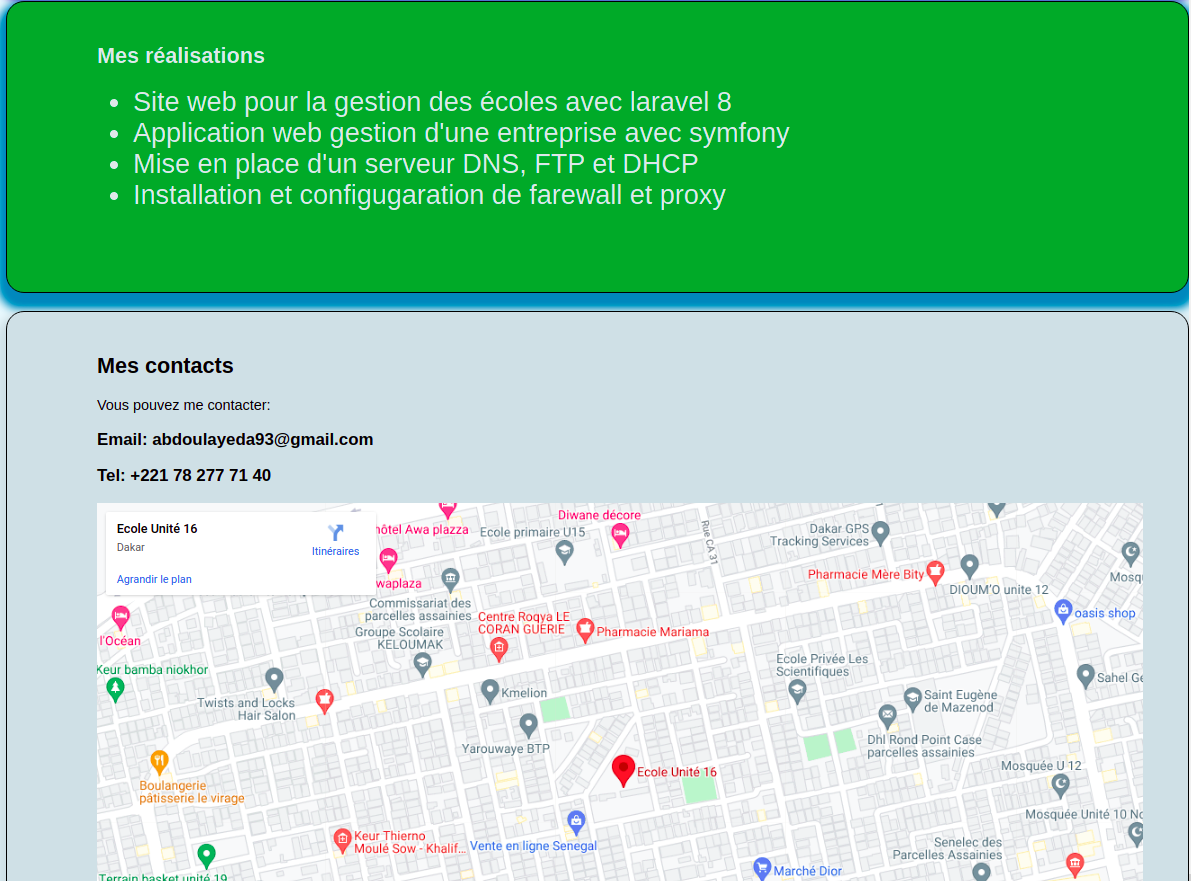 Mes réalisations
Site web pour la gestion des écoles avec laravel 8
Application web gestion d'une entreprise avec symfony
Mise en place d'un serveur DNS, FTP et DHCP
Installation et configugaration de farewall et proxy
Mes contacts
Vous pouvez me contacter:
Email: abdoulayeda93@gmail.com
Tel: +221 78 277 71 40
Ecole Unité 16
Dakar
Itinéraires
Agrandir le plan
hôtel Awa plazza
Ecole primaire U15
Diwane décore
Rue CA 31
Dakar GPS
Tracking Services
waplaza
Commissariat des
parcelles assainies
Pharmacie Mère Bity
DIOUM'O unite 12
Mosqu
l'Océan
Groupe Scolaire
KELOUMAK
Centre Roqya LE
CORAN GUERIE
Pharmacie Mariama
oasis shop
Keur bamba niokhor
Ecole Privée Les
Scientifiques
Sahel Ge
Twists and Locks
Hair Salon
Kmelion
Saint Eugène
de Mazenod
Yarouwaye BTP
Dhl Rond Point Case
parcelles assainies
Ecole Unité 16
Mosquée U 12
Boulangerie
pâtisserie le virage
Mosquée Unité 10 No
Keur Thierno
Moulé Sow - Khalif...
Vente en ligne Senegal
Senelec des
Parcelles Assainies
Marché Dior
Terrain basket unité 19